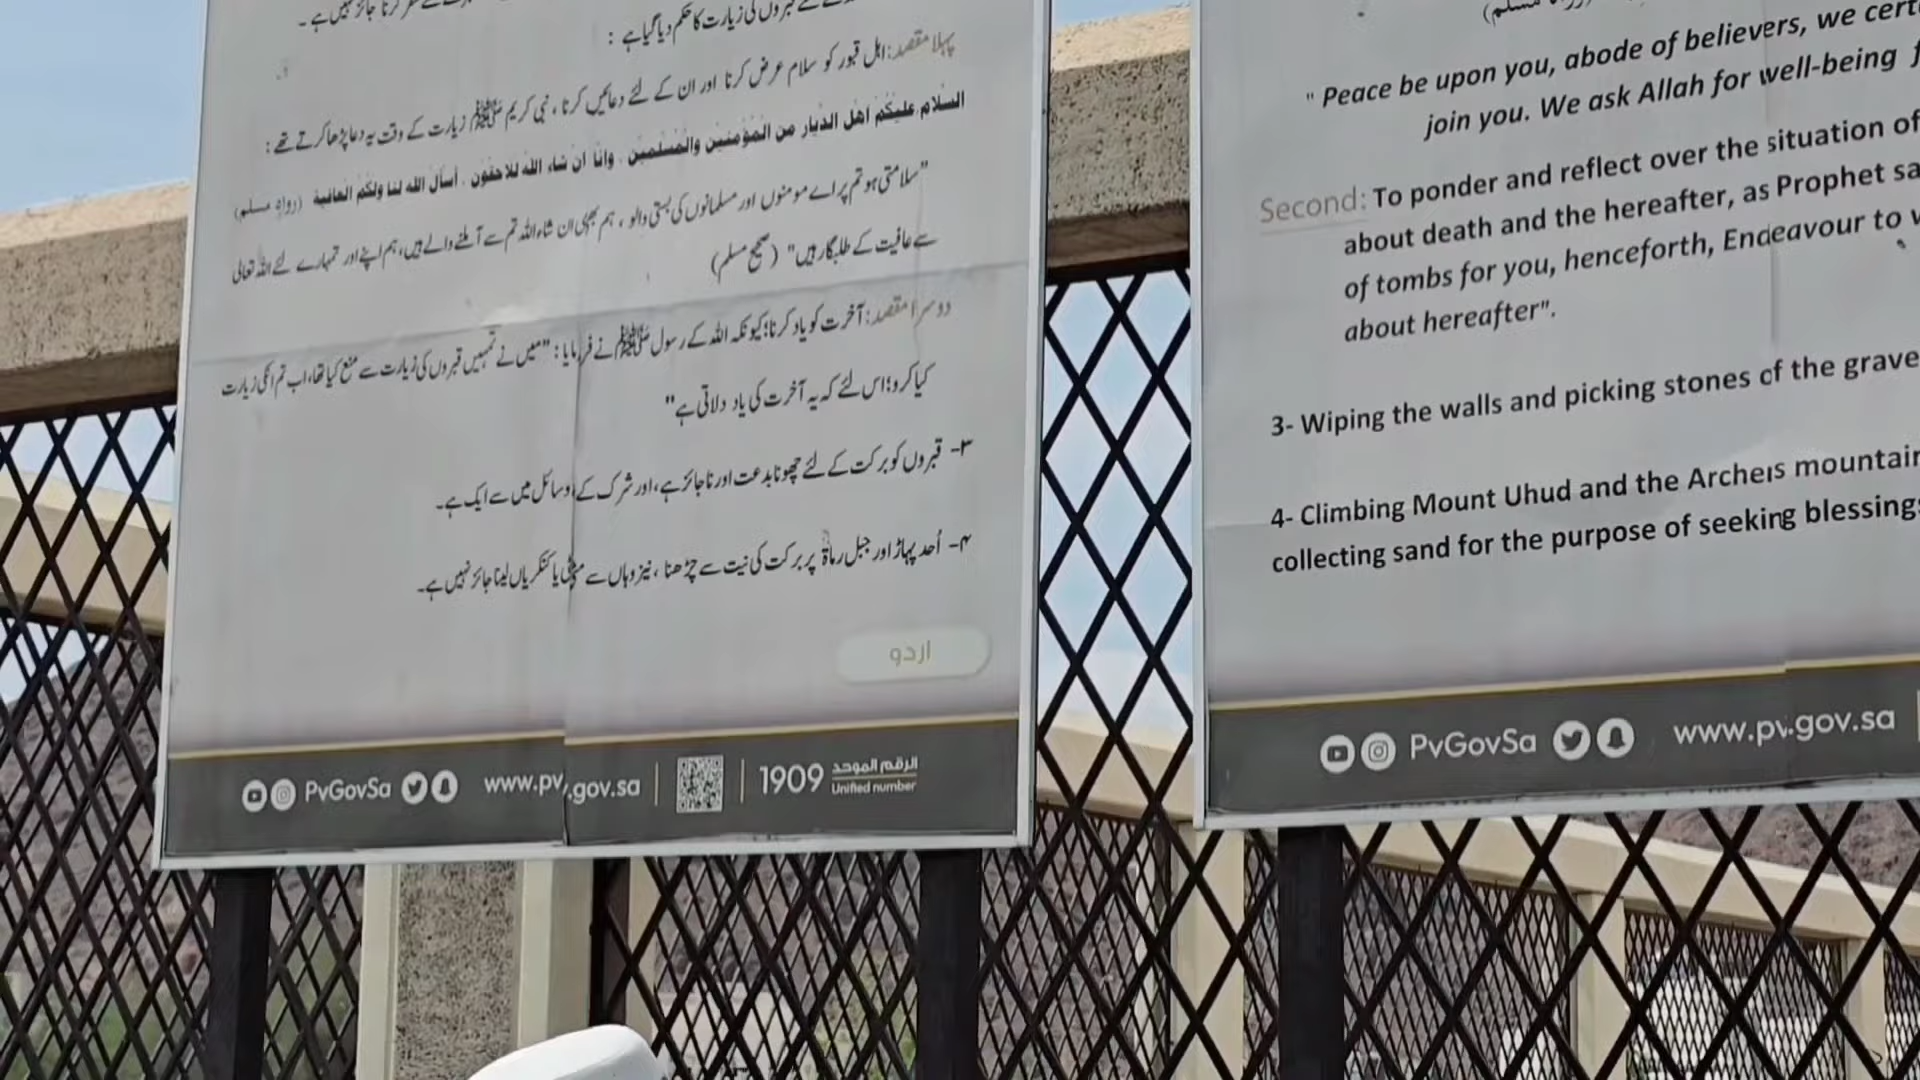 کرنا جائز نہیں ہے ۔
قبروں کی زیارت کا حکم دیا گیا ہے :
پہلا مقصد: اہل قبور کو سلام عرض کرنا اور ان کے لئے دعائیں کرنا، نبی کریم ﷺ زیارت کے وقت یہ دعا پڑھا کرتے تھے :
السلام عليكم أهل الديار من المؤمنين والمسلمين ، وإنا إن شاء الله للاحقون ، أسأل الله لنا ولكم العافية (رواه مسلم)
"سلامتی ہو تم پر اے مومنوں اور مسلمانوں کی بستی والو ، ہم بھی ان شاء اللہ تم سے آملنے والے ہیں، ہم اپنے اور تمہارے لئے اللہ تعالی
سے عافیت کے طلبگار ہیں" (صحیح مسلم)
دوسرا مقصد: آخرت کو یاد کرنا؛ کیونکہ اللہ کے رسول ﷺ نے فرمایا : "میں نے تمہیں قبروں کی زیارت سے منع کیا تھا، اب تم انکی زیارت
کیا کرو؛ اس لئے کہ یہ آخرت کی یاد دلاتی ہے"
۳- قبروں کو برکت کے لئے چھونا بدعت اور ناجائز ہے، اور شرک کے وسائل میں سے ایک ہے۔
۴- اُحد پہاڑ اور جبل رماۃ پر برکت کی نیت سے چڑھنا ، نیز وہاں سے مٹی یا کنکریاں لینا جائز نہیں ہے۔
اردو
PvGovSa www.pv.gov.sa 1909 الرقم الموحد
Unified number
" Peace be upon you, abode of believers, we cert
join you. We ask Allah for well-being f
Second: To ponder and reflect over the situation of
about death and the hereafter, as Prophet sa
of tombs for you, henceforth, Endeavour to v
about hereafter".
3- Wiping the walls and picking stones of the grave
4- Climbing Mount Uhud and the Archers mountain
collecting sand for the purpose of seeking blessings
PvGovSa www.pv.gov.sa